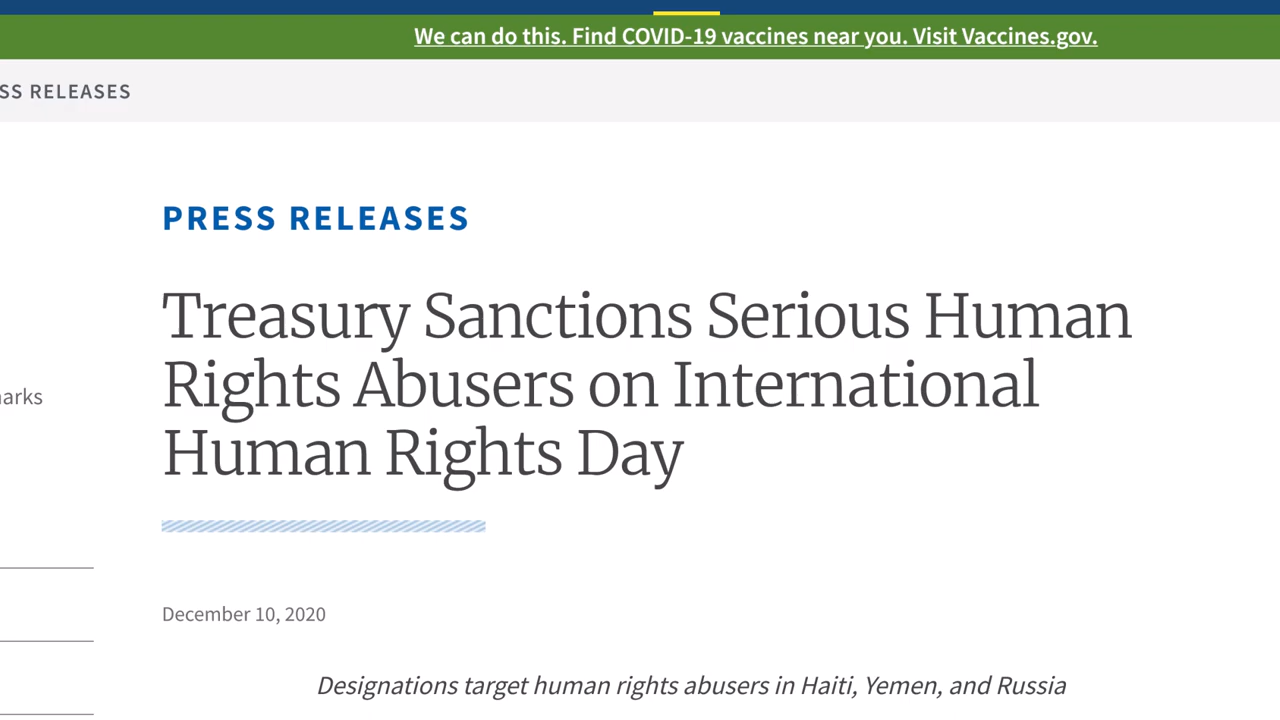 We can do this. Find COVID-19 vaccines near you. Visit Vaccines.gov.
SS RELEASES
PRESS RELEASES
Treasury Sanctions Serious Human
Rights Abusers on International
arks
Human Rights Day
December 10, 2020
Designations target human rights abusers in Haiti, Yemen, and Russia